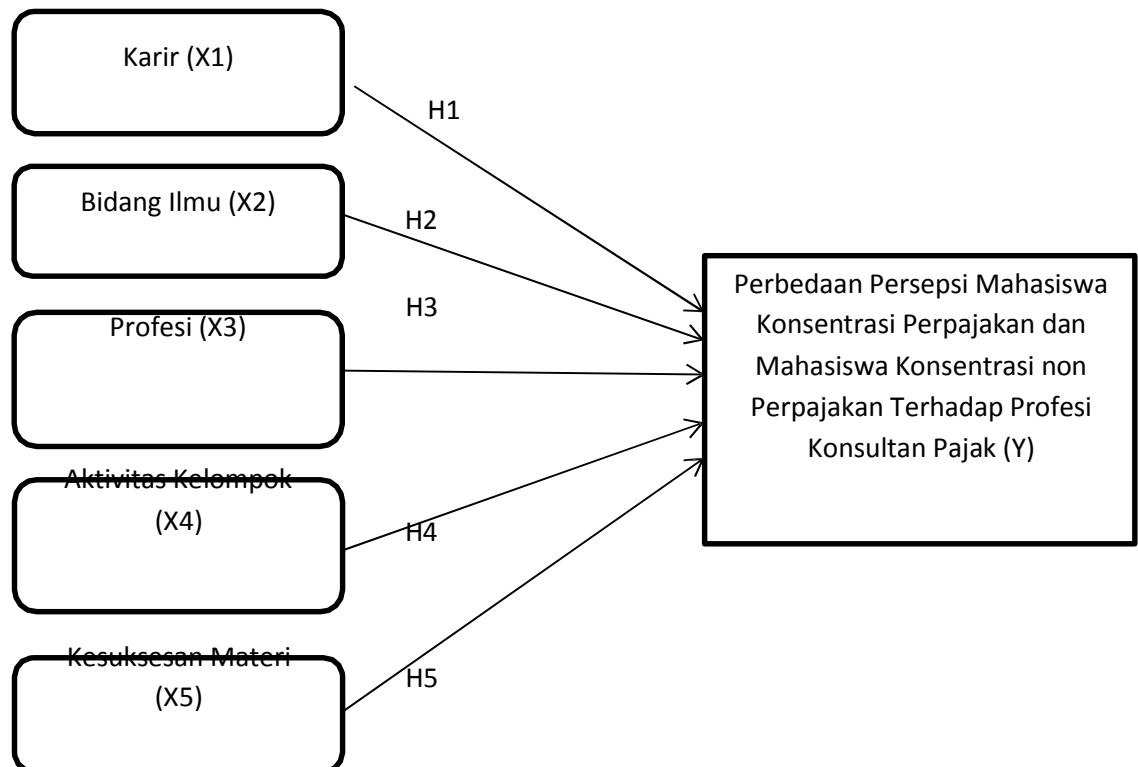 Karir (X1)
H1
Bidang Ilmu (X2)
H2
Profesi (X3)
H3
Aktivitas Kelompok
(X4)
H4
Kesuksesan Materi
(X5)
H5
Perbedaan Persepsi Mahasiswa
Konsentrasi Perpajakan dan
Mahasiswa Konsentrasi non
Perpajakan Terhadap Profesi
Konsultan Pajak (Y)